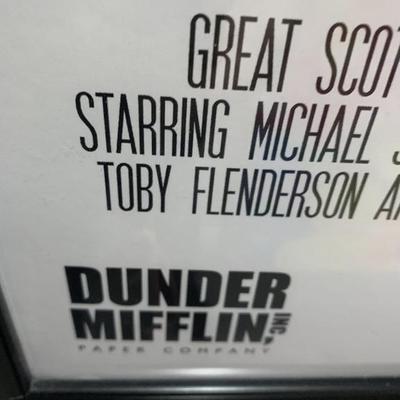 GREAT SCOT
STARRING MICHAEL
TOBY FLENDERSON A
DUNDER
MIFFLIN, INC.
PAPER COMPANY